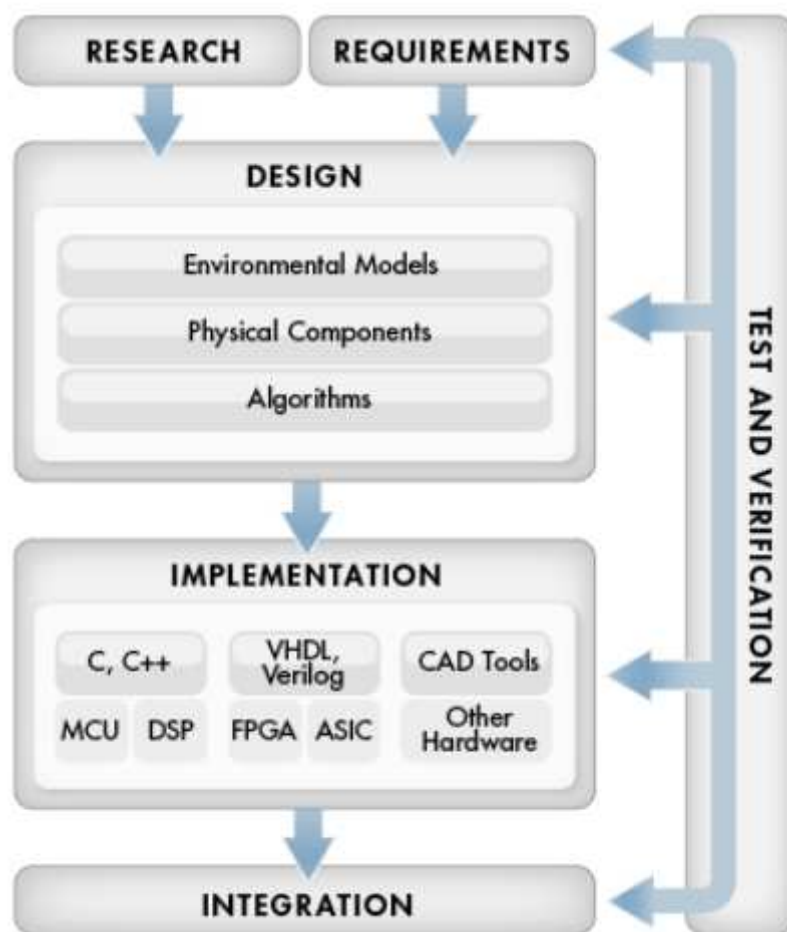 RESEARCH
REQUIREMENTS
DESIGN
Environmental Models
Physical Components
Algorithms
IMPLEMENTATION
C, C++
VHDL,
Verilog
CAD Tools
MCU
DSP
FPGA
ASIC
Other
Hardware
INTEGRATION
TEST AND VERIFICATION